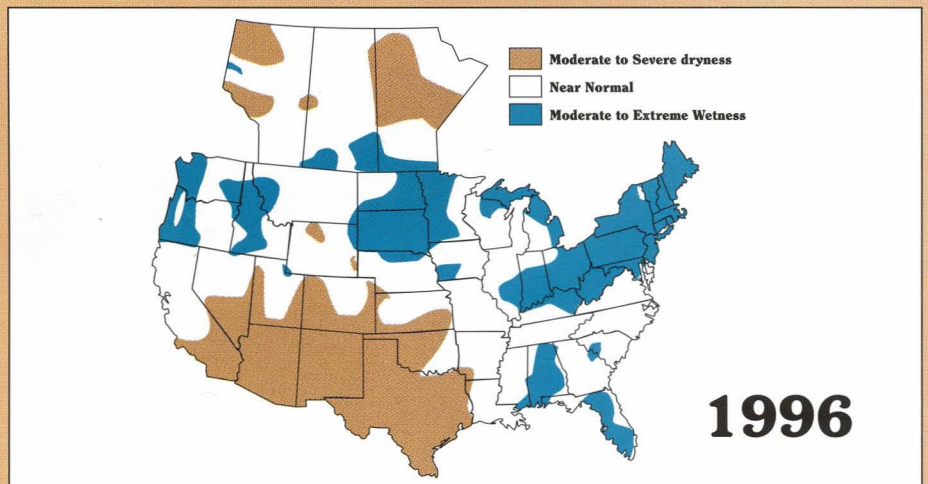 Moderate to Severe dryness
Near Normal
Moderate to Extreme Wetness
1996